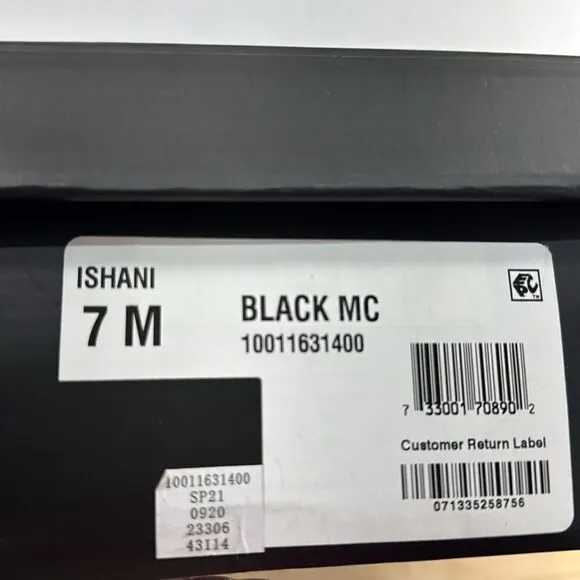 ISHANI
7 M
BLACK MC
10011631400
7 33001 70890 2
Customer Return Label
071335258756
10011631400
SP21
0920
23306
43114